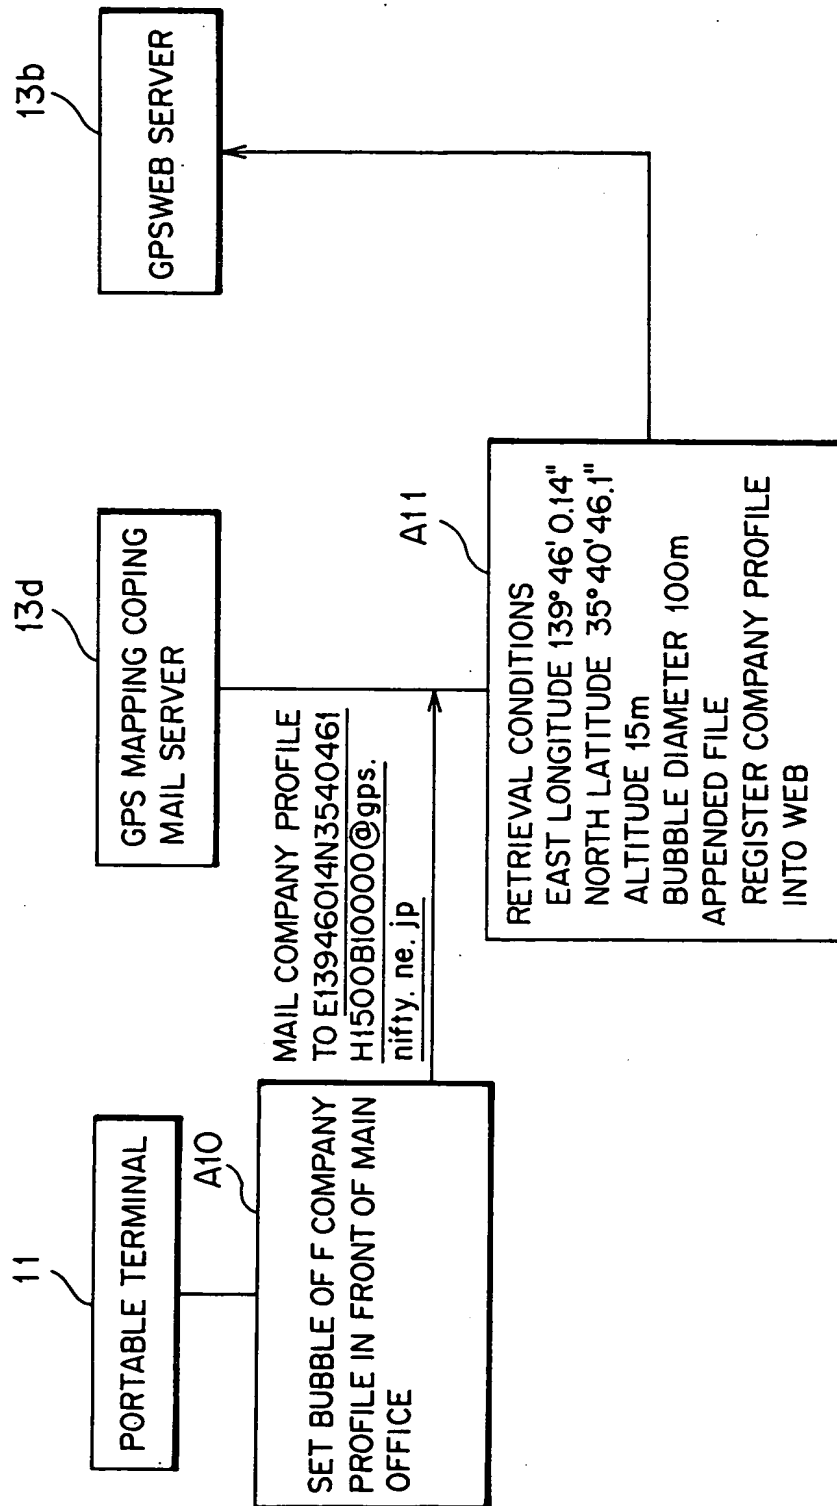 11
PORTABLE TERMINAL
A10
SET BUBBLE OF F COMPANY
PROFILE IN FRONT OF MAIN
OFFICE
MAIL COMPANY PROFILE
TO E13946014N3540461
H1500B10000@gps.
nifty.ne.jp
13d
GPS MAPPING COPING
MAIL SERVER
A11
RETRIEVAL CONDITIONS
EAST LONGITUDE 139°46'0.14"
NORTH LATITUDE 35°40'46.1"
ALTITUDE 15m
BUBBLE DIAMETER 100m
APPENDED FILE
REGISTER COMPANY PROFILE
INTO WEB
13b
GPSWEB SERVER